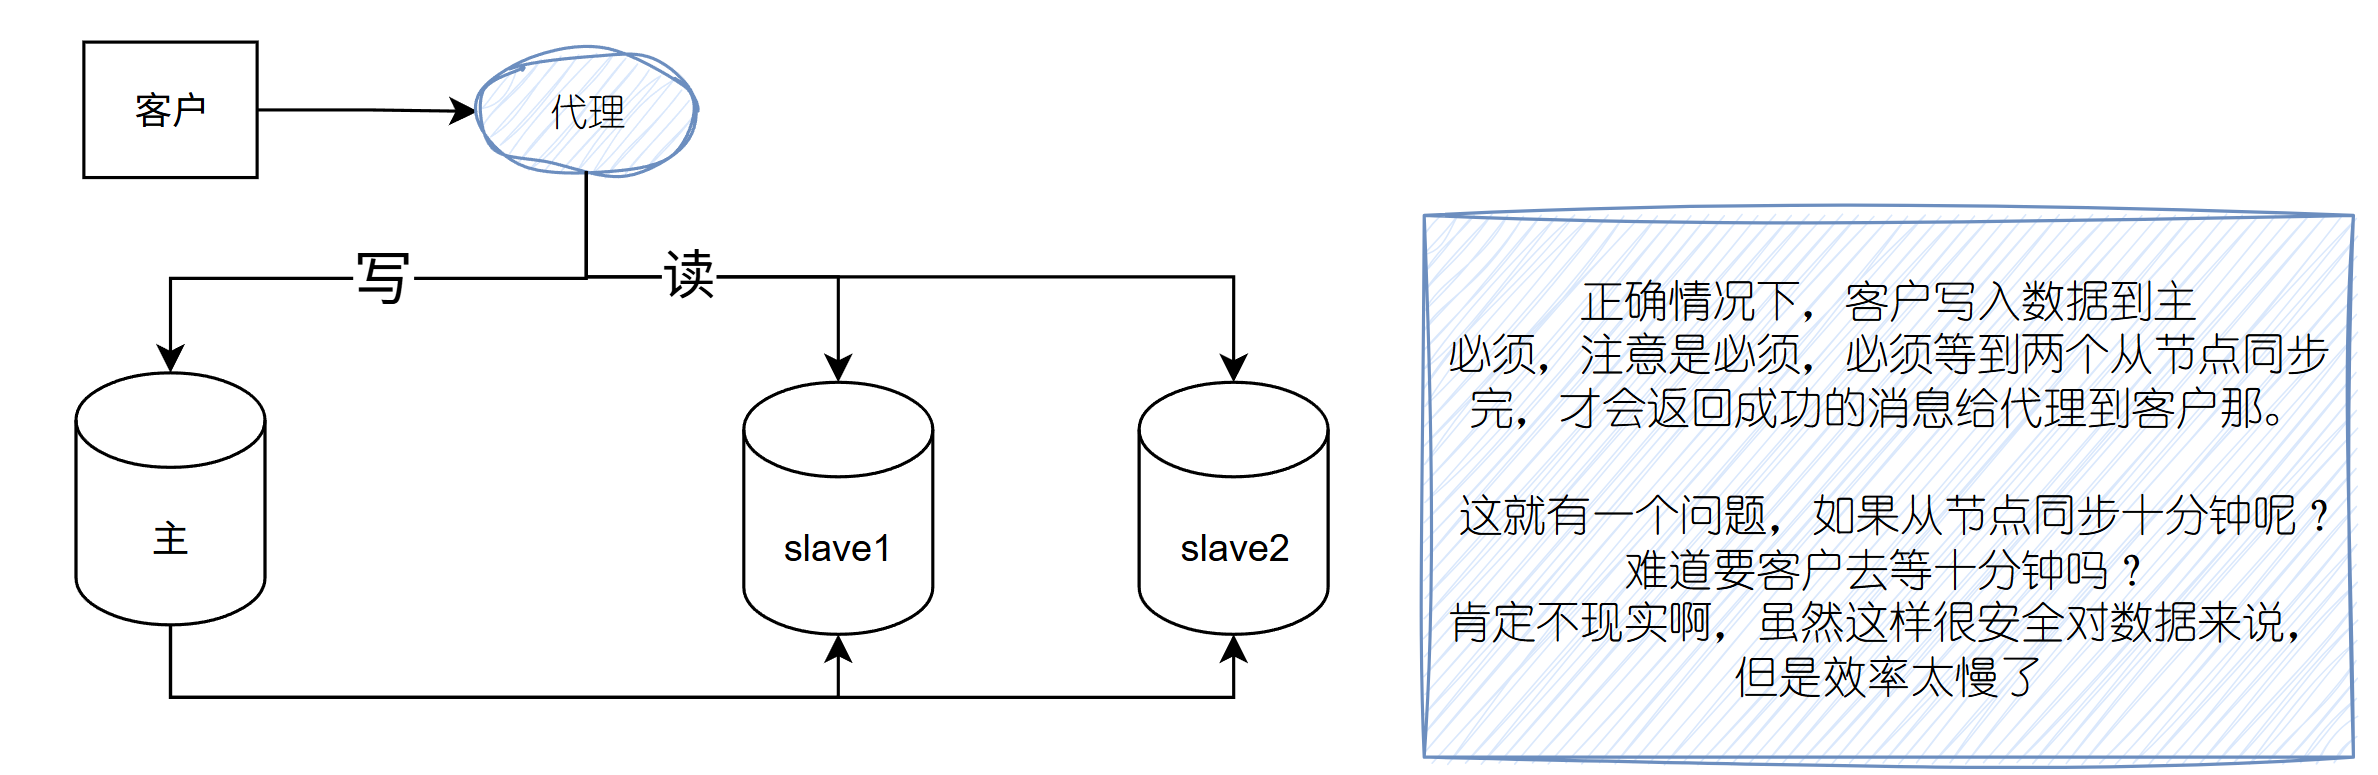 客户
代理
写
读
主
slave1
slave2
正确情况下，客户写入数据到主
必须，注意是必须，必须等到两个从节点同步
完，才会返回成功的消息给代理到客户那。
这就有一个问题，如果从节点同步十分钟呢？
难道要客户去等十分钟吗？
肯定不现实啊，虽然这样很安全对数据来说，
但是效率太慢了